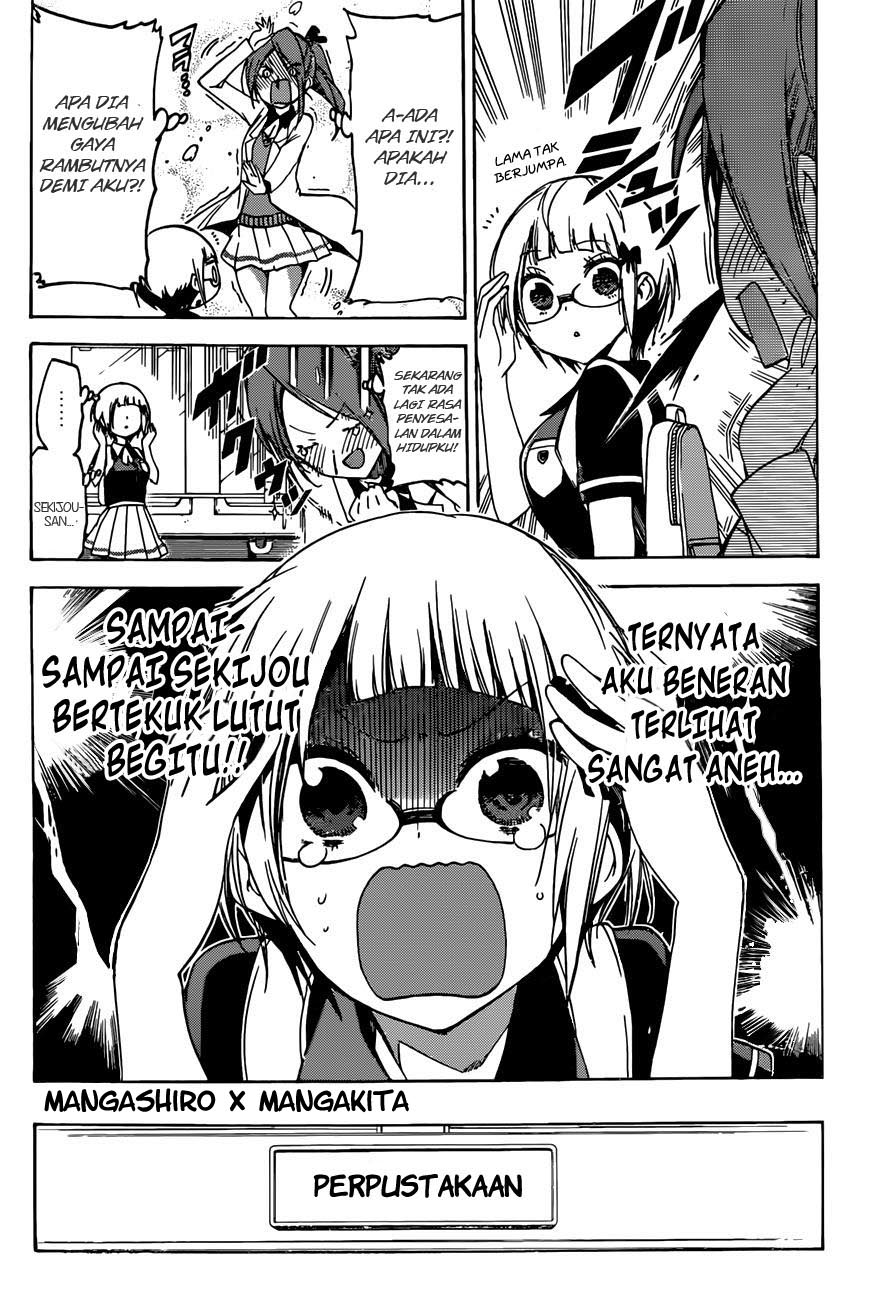 LAMA TAK
BERJUMPA.
A-ADA
APA INI?!
APAKAH
DIA...
APA DIA
MENGUBAH
GAYA
RAMBUTNYA
DEMI AKU?!
SEKARANG
TAK ADA
LAGI RASA
PENYESA-
LAN DALAM
HIDUPKU!
........
SEKIJOU-
SAN...
TERNYATA
AKU BENERAN
TERLIHAT
SANGAT ANEH...
SAMPAI-
SAMPAI SEKIJOU
BERTEKUK LUTUT
BEGITU!!
MANGASHIRO X MANGAKITA
PERPUSTAKAAN